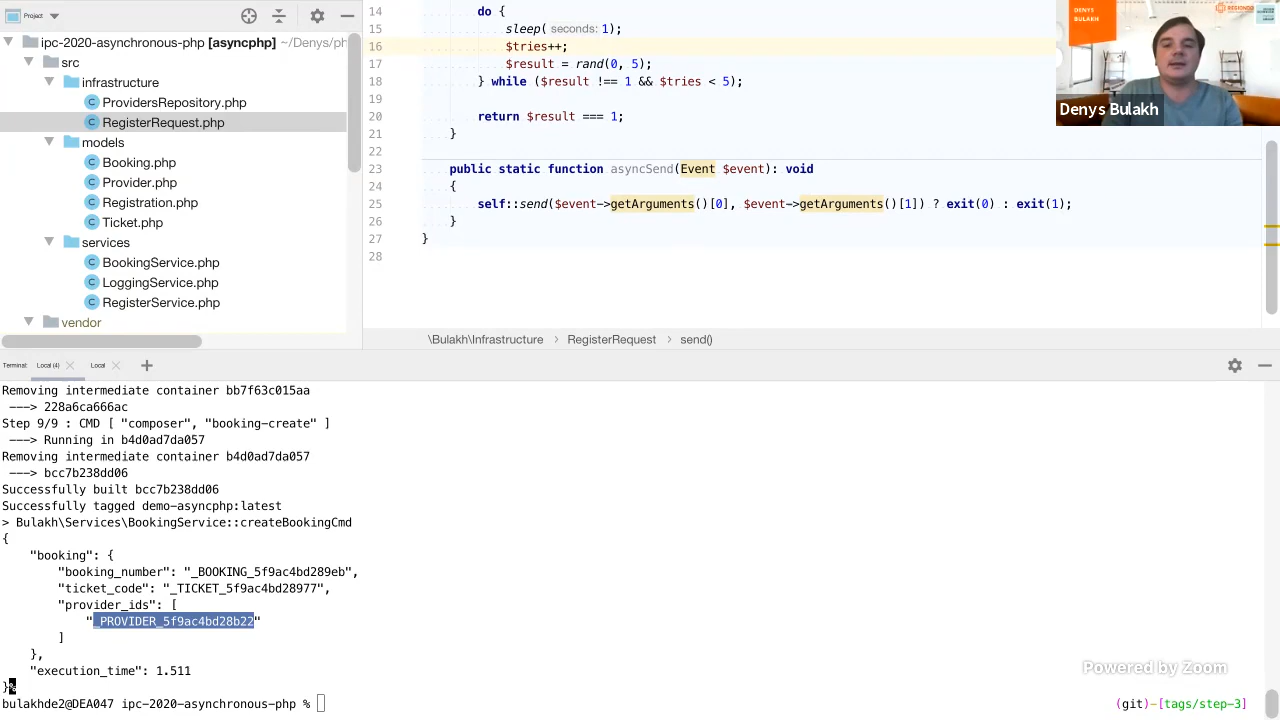 Project
ipc-2020-asynchronous-php [asyncphp] ~/Denys/ph
src
infrastructure
ProvidersRepository.php
RegisterRequest.php
models
Booking.php
Provider.php
Registration.php
Ticket.php
services
BookingService.php
LoggingService.php
RegisterService.php
vendor
14 do {
15 sleep( seconds: 1);
16 $tries++;
17 $result = rand(0, 5);
18 } while ($result !== 1 && $tries < 5);
19
20 return $result === 1;
21 }
22
23 public static function asyncSend(Event $event): void
24 {
25 self::send($event->getArguments()[0], $event->getArguments()[1]) ? exit(0) : exit(1);
26 }
27 }
28
\Bulakh\Infrastructure > RegisterRequest > send()
DENYS
BULAKH
REGIONDO
Denys Bulakh
Terminal: Local (4) Local
Removing intermediate container bb7f63c015aa
---> 228a6ca666ac
Step 9/9 : CMD [ "composer", "booking-create" ]
---> Running in b4d0ad7da057
Removing intermediate container b4d0ad7da057
---> bcc7b238dd06
Successfully built bcc7b238dd06
Successfully tagged demo-asyncphp:latest
> Bulakh\Services\BookingService::createBookingCmd
{
"booking": {
"booking_number": "_BOOKING_5f9ac4bd289eb",
"ticket_code": "_TICKET_5f9ac4bd28977",
"provider_ids": [
"_PROVIDER_5f9ac4bd28b22"
]
},
"execution_time": 1.511
}%
bulakhde2@DEA047 ipc-2020-asynchronous-php %
(git)-[tags/step-3]
Powered by Zoom